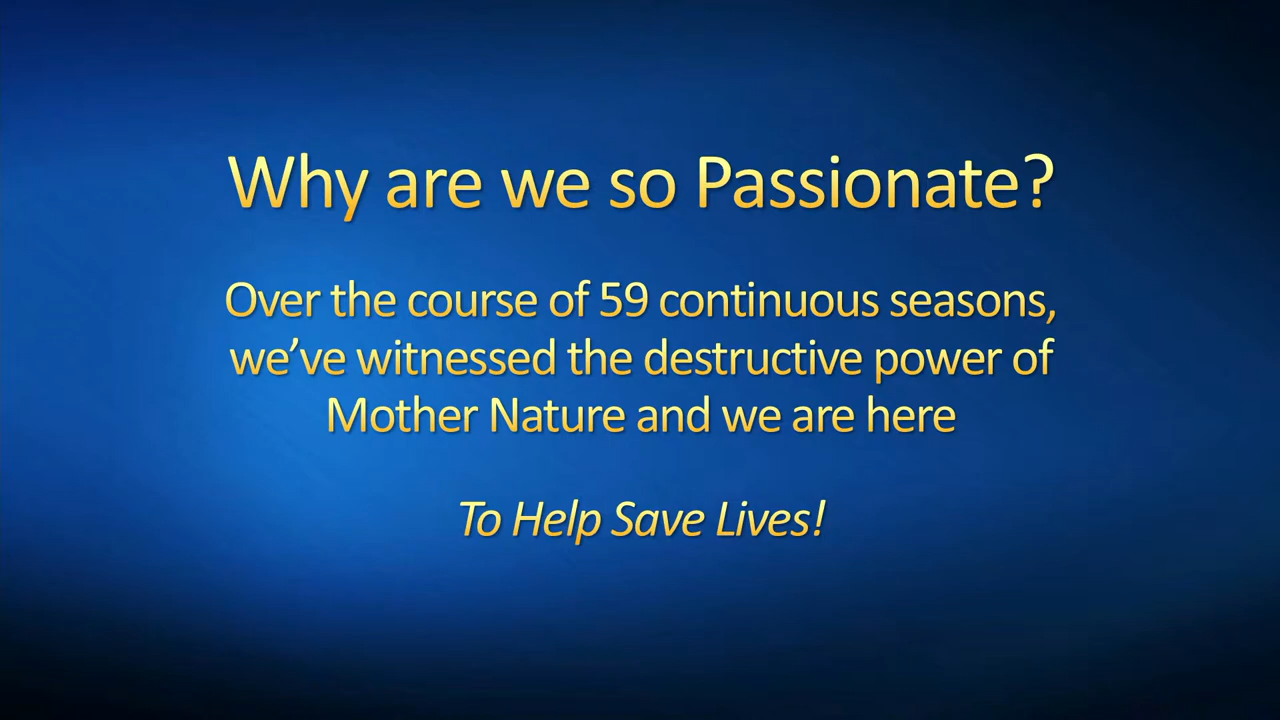 Why are we so Passionate?
Over the course of 59 continuous seasons,
we’ve witnessed the destructive power of
Mother Nature and we are here
To Help Save Lives!